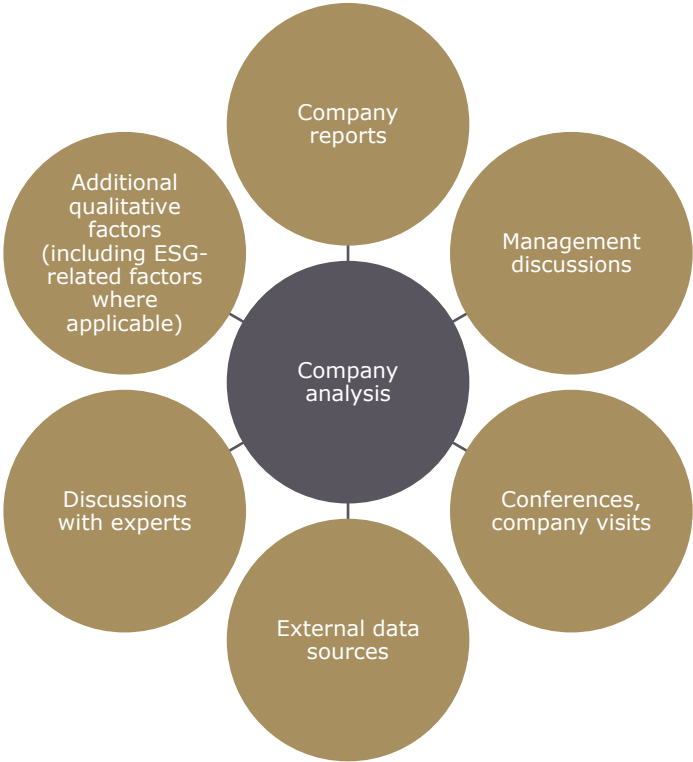 Company
reports
Management
discussions
Conferences,
company visits
External data
sources
Discussions
with experts
Additional
qualitative
factors
(including ESG-
related factors
where
applicable)
Company
analysis